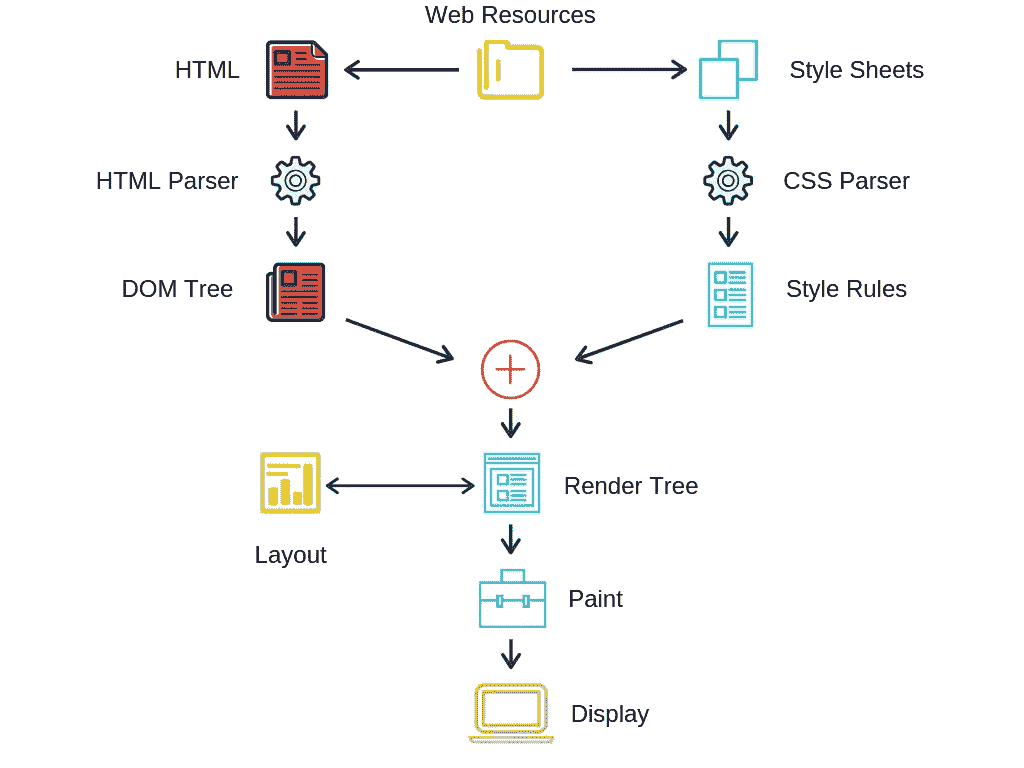 Web Resources
HTML
Style Sheets
HTML Parser
CSS Parser
DOM Tree
Style Rules
Render Tree
Layout
Paint
Display